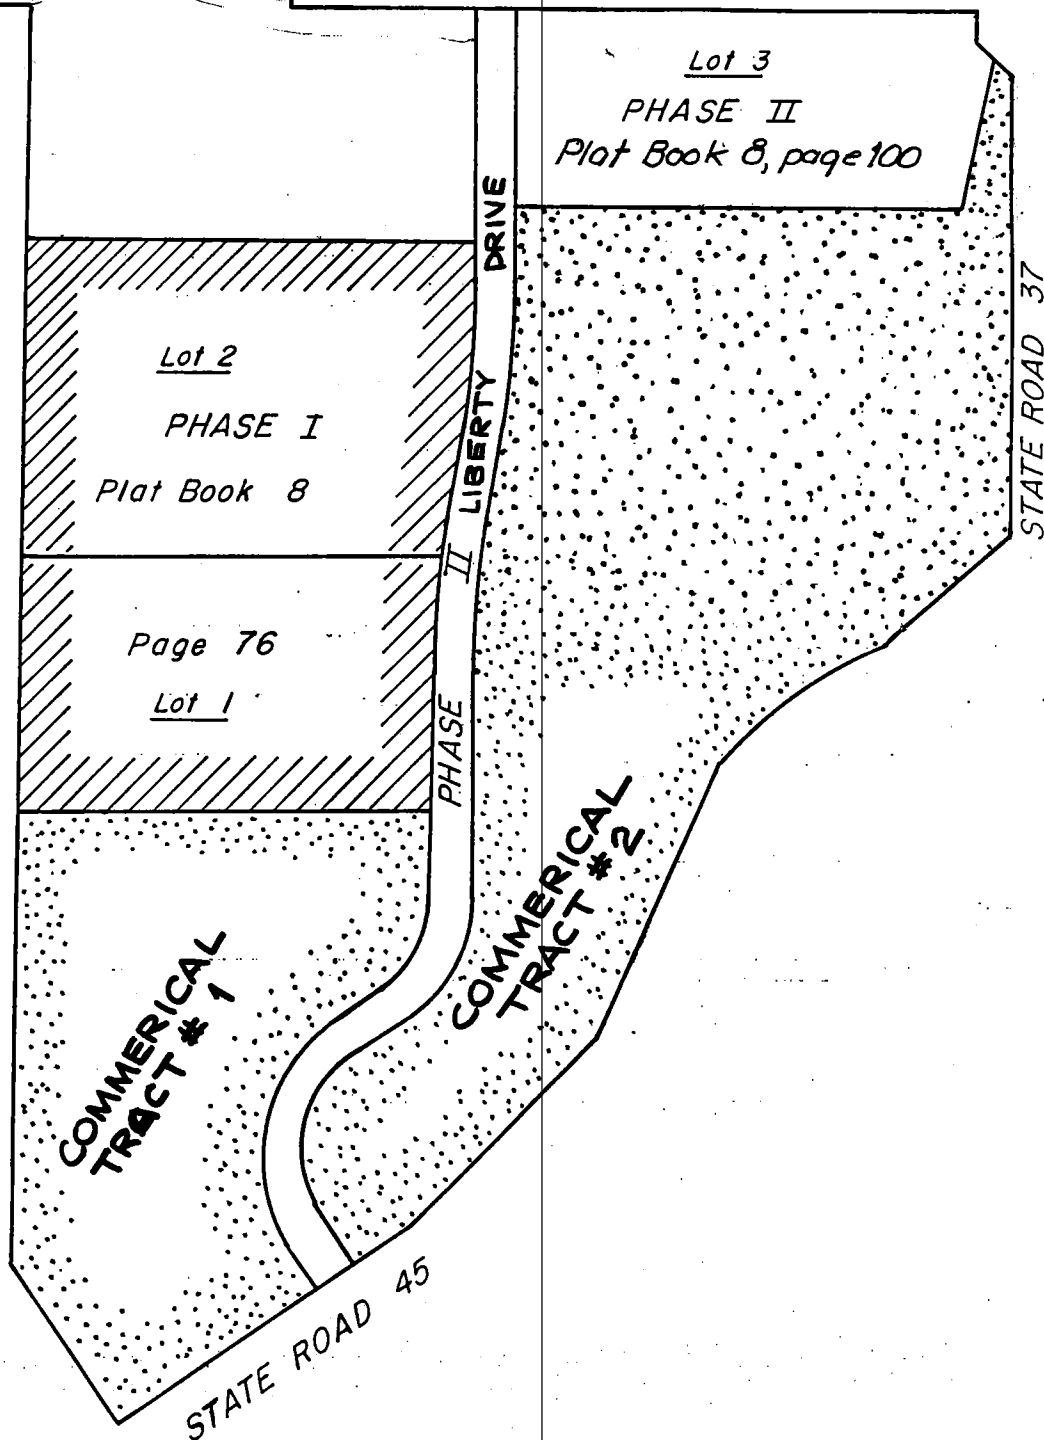 Lot 3
PHASE II
Plat Book 8, page 100
LIBERTY DRIVE
STATE ROAD 37
Lot 2
PHASE I
Plat Book 8
PHASE II
Page 76
Lot 1
COMMERICAL
TRACT # 2
COMMERICAL
TRACT # 1
STATE ROAD 45